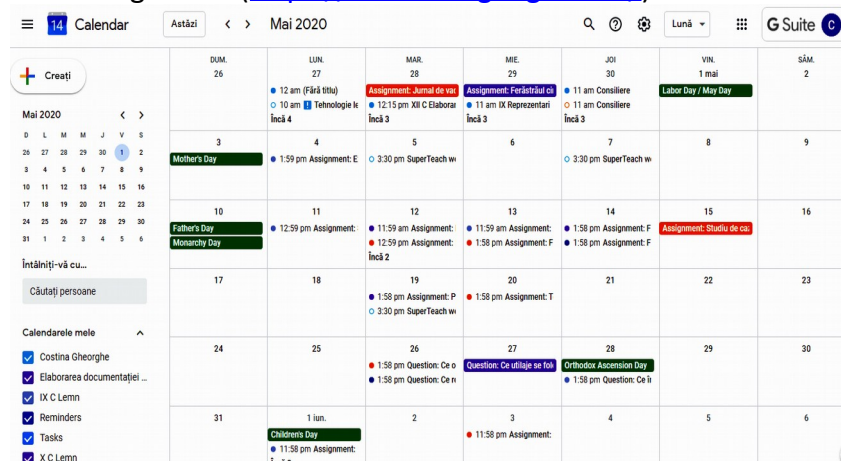 14 Calendar Astăzi < > Mai 2020 Lună G Suite C
Creați
Mai 2020 < >
D L M M J V S
26 27 28 29 30 1 2
3 4 5 6 7 8 9
10 11 12 13 14 15 16
17 18 19 20 21 22 23
24 25 26 27 28 29 30
31 1 2 3 4 5 6
Întâlniți-vă cu...
Căutați persoane
Calendarele mele
Costina Gheorghe
Elaborarea documentației ...
IX C Lemn
Reminders
Tasks
X C Lemn
DUM. LUN. MAR. MIE. JOI VIN. SÂM.
26 27 28 29 30 1 mai 2
12 am (Fără titlu)
10 am Tehnologie le
Încă 4
Assignment: Jurnal de vac
12:15 pm XII C Elaborar
Încă 3
Assignment: Ferăstrăul cir
11 am IX Reprezentari
Încă 3
11 am Consiliere
11 am Consiliere
Încă 3
Labor Day / May Day
3 4 5 6 7 8 9
Mother's Day
1:59 pm Assignment: E
3:30 pm SuperTeach we
3:30 pm SuperTeach we
10 11 12 13 14 15 16
Father's Day
Monarchy Day
12:59 pm Assignment:
11:59 am Assignment:
12:59 pm Assignment:
Încă 2
11:59 am Assignment:
1:58 pm Assignment: F
1:58 pm Assignment: F
1:58 pm Assignment: F
Assignment: Studiu de caz
17 18 19 20 21 22 23
1:58 pm Assignment: P
3:30 pm SuperTeach we
1:58 pm Assignment: T
24 25 26 27 28 29 30
1:58 pm Question: Ce o
1:58 pm Question: Ce
Question: Ce utilaje se folo
Orthodox Ascension Day
1:58 pm Question: Ce
31 1 iun. 2 3 4 5 6
Children's Day
11:58 pm Assignment:
11:58 pm Assignment: